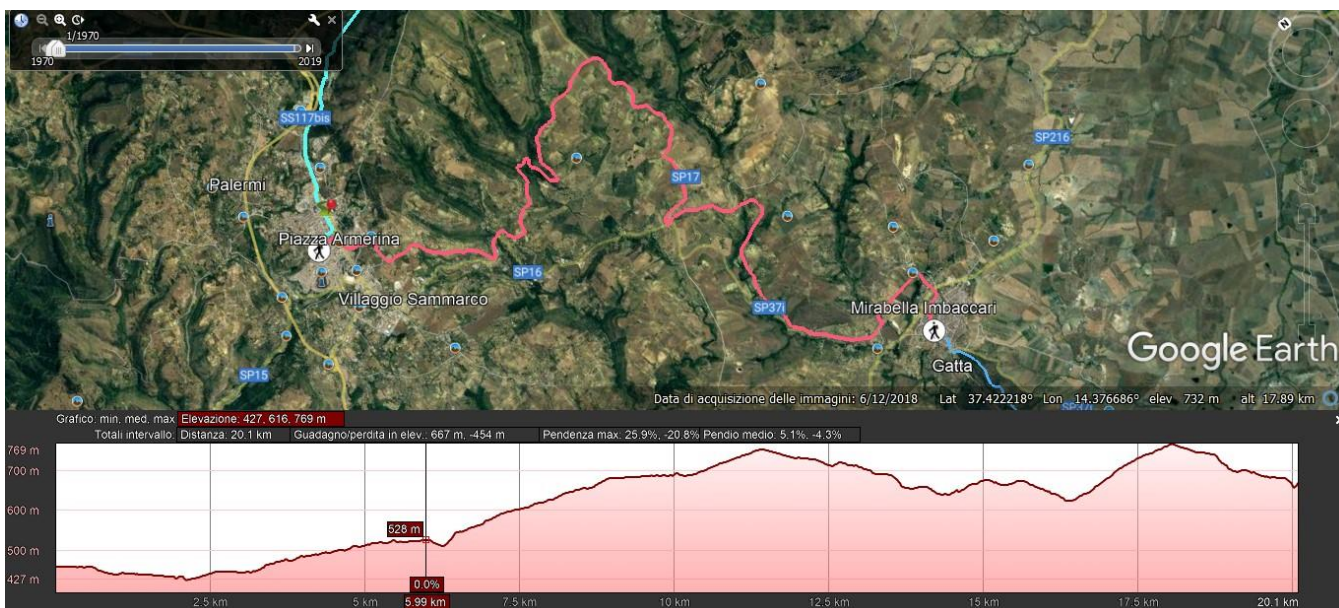 1/1970
1970
2019
N
SS117bis
SP216
Palermi
SP17
Piazza Armerina
SP16
Villaggio Sammarco
SP37i
Mirabella Imbaccari
Gatta
SP15
Google Earth
Data di acquisizione delle immagini: 6/12/2018 Lat 37.422218° Lon 14.376686° elev 732 m alt 17.89 km
SP37i
Grafico: min. med. max Elevazione: 427, 616, 769 m
Totali intervallo: Distanza: 20.1 km Guadagno/perdita in elev.: 667 m, -454 m Pendenza max: 25.9%, -20.8% Pendio medio: 5.1%, -4.3%
769 m
700 m
600 m
528 m
500 m
427 m
0.0%
2.5 km 5 km 5.99 km 7.5 km 10 km 12.5 km 15 km 17.5 km 20.1 km